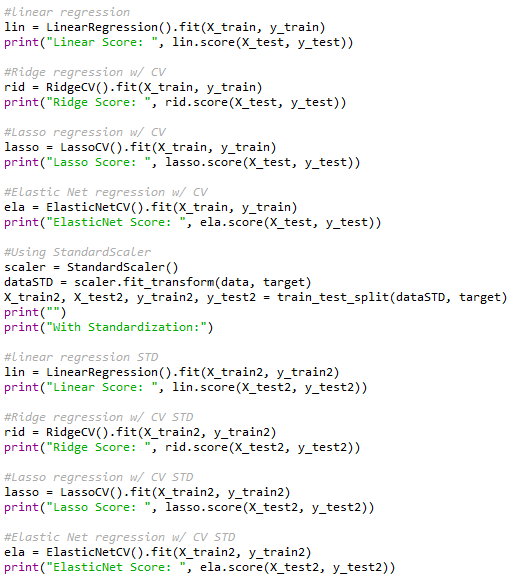 #linear regression
lin = LinearRegression().fit(X_train, y_train)
print("Linear Score: ", lin.score(X_test, y_test))

#Ridge regression w/ CV
rid = RidgeCV().fit(X_train, y_train)
print("Ridge Score: ", rid.score(X_test, y_test))

#Lasso regression w/ CV
lasso = LassoCV().fit(X_train, y_train)
print("Lasso Score: ", lasso.score(X_test, y_test))

#Elastic Net regression w/ CV
ela = ElasticNetCV().fit(X_train, y_train)
print("ElasticNet Score: ", ela.score(X_test, y_test))

#Using StandardScaler
scaler = StandardScaler()
dataSTD = scaler.fit_transform(data, target)
X_train2, X_test2, y_train2, y_test2 = train_test_split(dataSTD, target)
print("")
print("With Standardization:")

#linear regression STD
lin = LinearRegression().fit(X_train2, y_train2)
print("Linear Score: ", lin.score(X_test2, y_test2))

#Ridge regression w/ CV STD
rid = RidgeCV().fit(X_train2, y_train2)
print("Ridge Score: ", rid.score(X_test2, y_test2))

#Lasso regression w/ CV STD
lasso = LassoCV().fit(X_train2, y_train2)
print("Lasso Score: ", lasso.score(X_test2, y_test2))

#Elastic Net regression w/ CV STD
ela = ElasticNetCV().fit(X_train2, y_train2)
print("ElasticNet Score: ", ela.score(X_test2, y_test2))